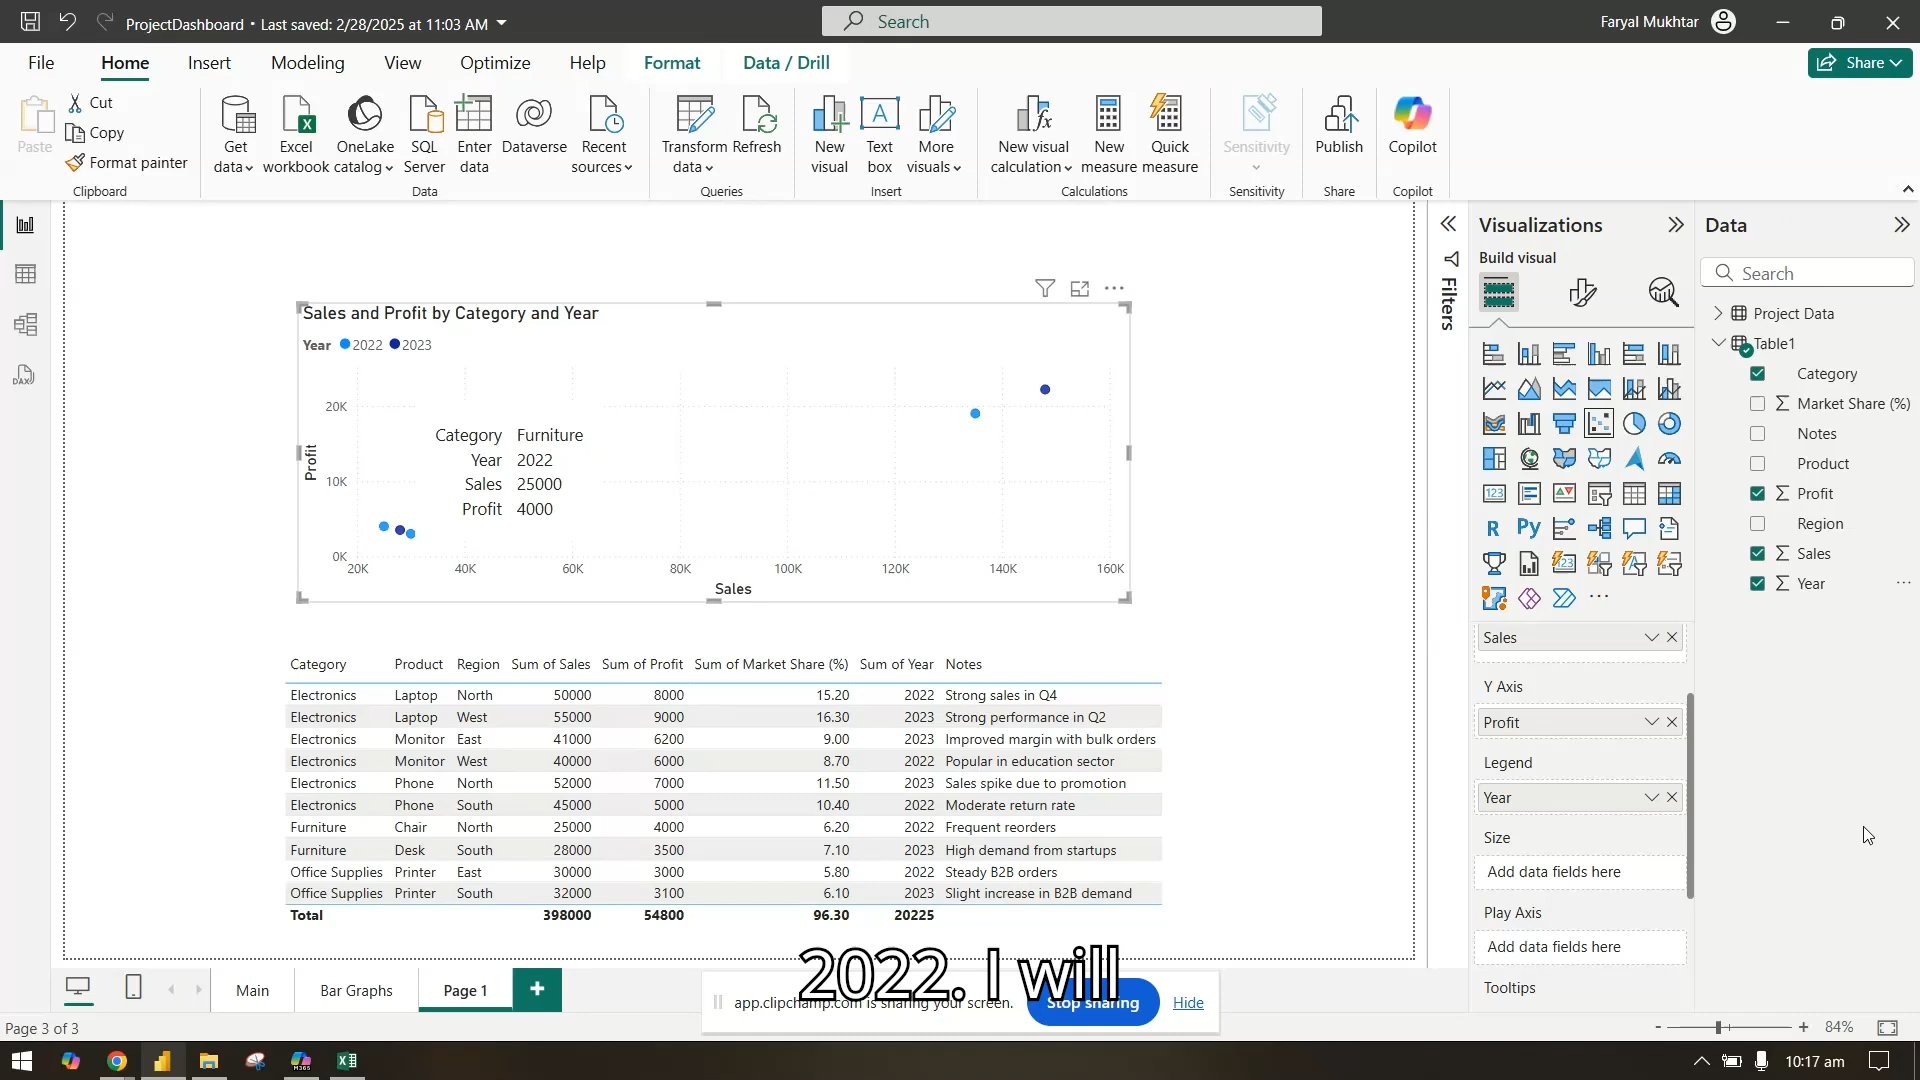 ProjectDashboard • Last saved: 2/28/2025 at 11:03 AM
Search
Faryal Mukhtar
File Home Insert Modeling View Optimize Help Format Data / Drill
Share
Paste
Cut
Copy
Format painter
Clipboard
Get data
Excel workbook
OneLake catalog
SQL Server
Enter data
Dataverse
Recent sources
Data
Transform data
Refresh
Queries
New visual
Text box
More visuals
Insert
New visual calculation
New measure
Quick measure
Calculations
Sensitivity
Sensitivity
Publish
Share
Copilot
Copilot
Sales and Profit by Category and Year
Year 2022 2023
20K
10K
0K
Profit
Category Furniture
Year 2022
Sales 25000
Profit 4000
20K 40K 60K 80K 100K 120K 140K 160K
Sales
Category Product Region Sum of Sales Sum of Profit Sum of Market Share (%) Sum of Year Notes
Electronics Laptop North 50000 8000 15.20 2022 Strong sales in Q4
Electronics Laptop West 55000 9000 16.30 2023 Strong performance in Q2
Electronics Monitor East 41000 6200 9.00 2023 Improved margin with bulk orders
Electronics Monitor West 40000 6000 8.70 2022 Popular in education sector
Electronics Phone North 52000 7000 11.50 2023 Sales spike due to promotion
Electronics Phone South 45000 5000 10.40 2022 Moderate return rate
Furniture Chair North 25000 4000 6.20 2022 Frequent reorders
Furniture Desk South 28000 3500 7.10 2023 High demand from startups
Office Supplies Printer East 30000 3000 5.80 2022 Steady B2B orders
Office Supplies Printer South 32000 3100 6.10 2023 Slight increase in B2B demand
Total 398000 54800 96.30 20225
Filters
Visualizations
Build visual
Sales
Y Axis
Profit
Legend
Year
Size
Add data fields here
Play Axis
Add data fields here
Tooltips
Data
Search
Project Data
Table1
Category
Market Share (%)
Notes
Product
Profit
Region
Sales
Year
2022. I will
app.clipchamp.com is sharing your screen.
Stop sharing
Hide
Main Bar Graphs Page 1
Page 3 of 3
84%
10:17 am